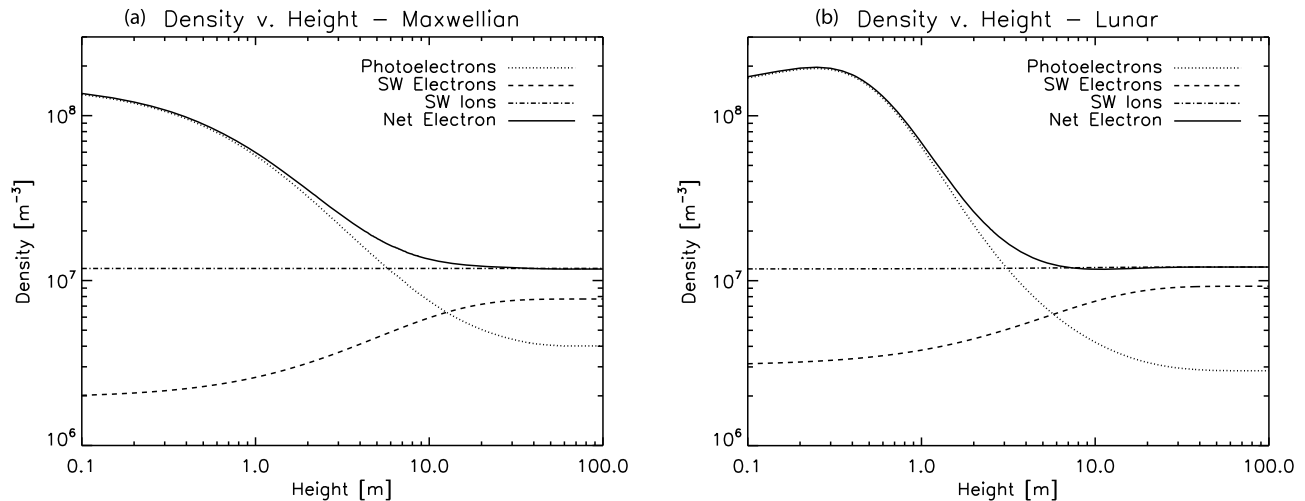 (a) Density v. Height – Maxwellian
Photoelectrons
SW Electrons
SW Ions
Net Electron
10⁸
10⁷
10⁶
Density [m⁻³]
0.1 1.0 10.0 100.0
Height [m]
(b) Density v. Height – Lunar
Photoelectrons
SW Electrons
SW Ions
Net Electron
10⁸
10⁷
10⁶
Density [m⁻³]
0.1 1.0 10.0 100.0
Height [m]